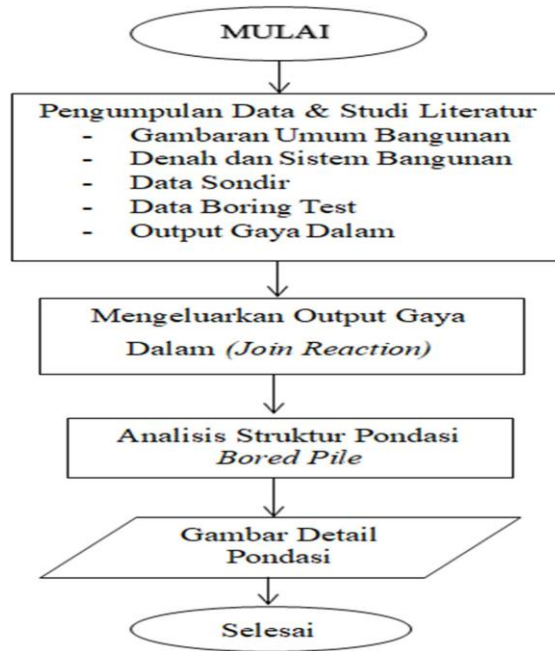 MULAI
Pengumpulan Data & Studi Literatur
- Gambaran Umum Bangunan
- Denah dan Sistem Bangunan
- Data Sondir
- Data Boring Test
- Output Gaya Dalam
Mengeluarkan Output Gaya
Dalam (Join Reaction)
Analisis Struktur Pondasi
Bored Pile
Gambar Detail
Pondasi
Selesai